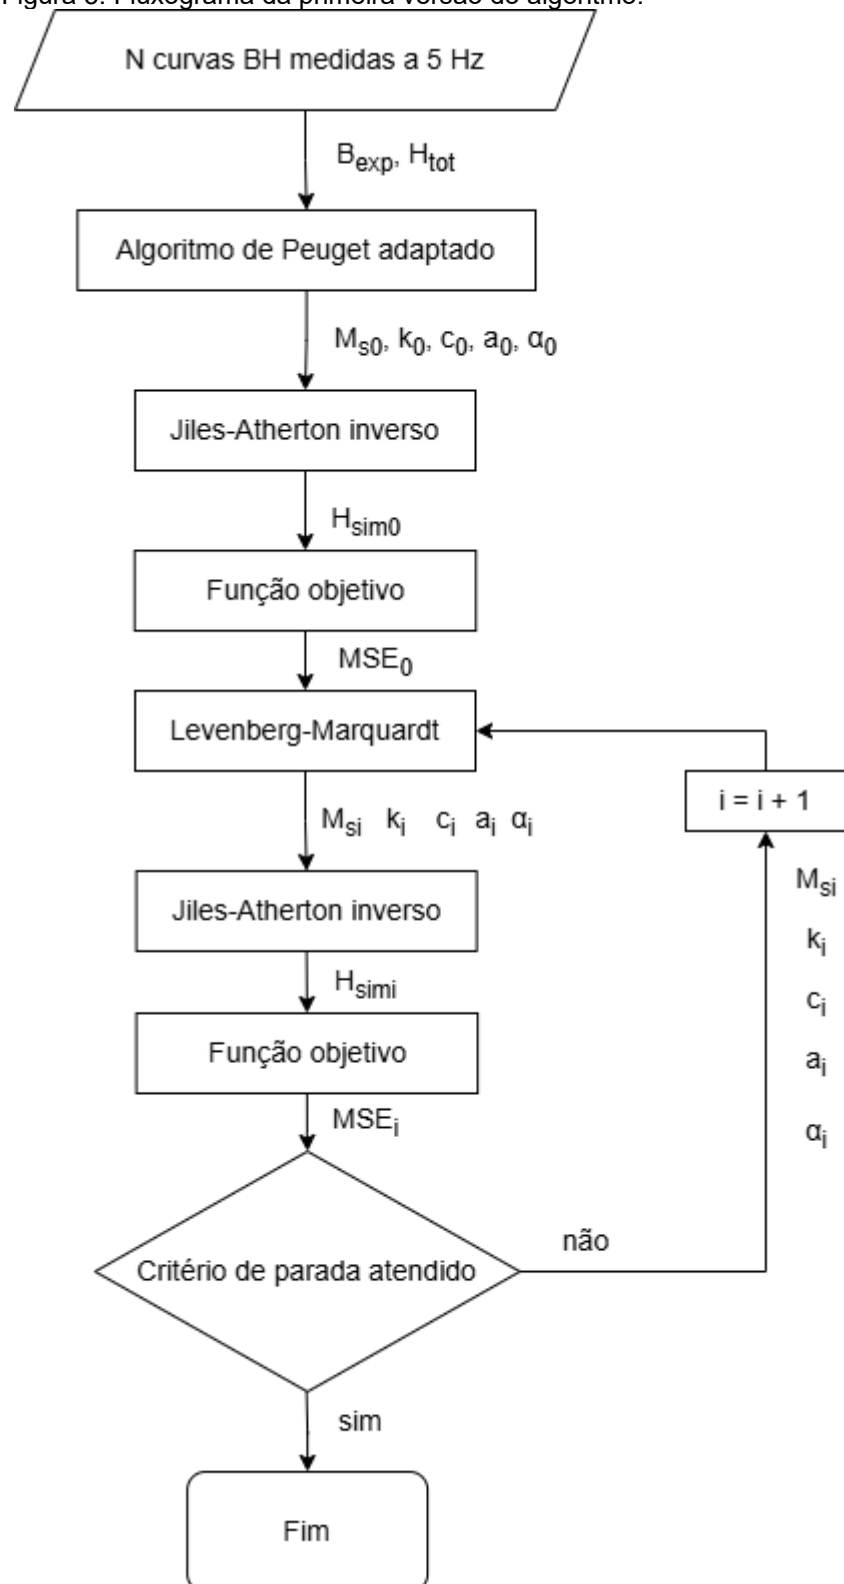 Figura 3. Fluxograma da primeira versão do algoritmo.
N curvas BH medidas a 5 Hz
Bexp, Htot
Algoritmo de Peuget adaptado
Ms0, k0, c0, a0, α0
Jiles-Atherton inverso
Hsim0
Função objetivo
MSE0
Levenberg-Marquardt
i = i + 1
Msi ki ci ai αi
Jiles-Atherton inverso
Hsimi
Função objetivo
MSEi
Msi
ki
ci
ai
αi
Critério de parada atendido
não
sim
Fim